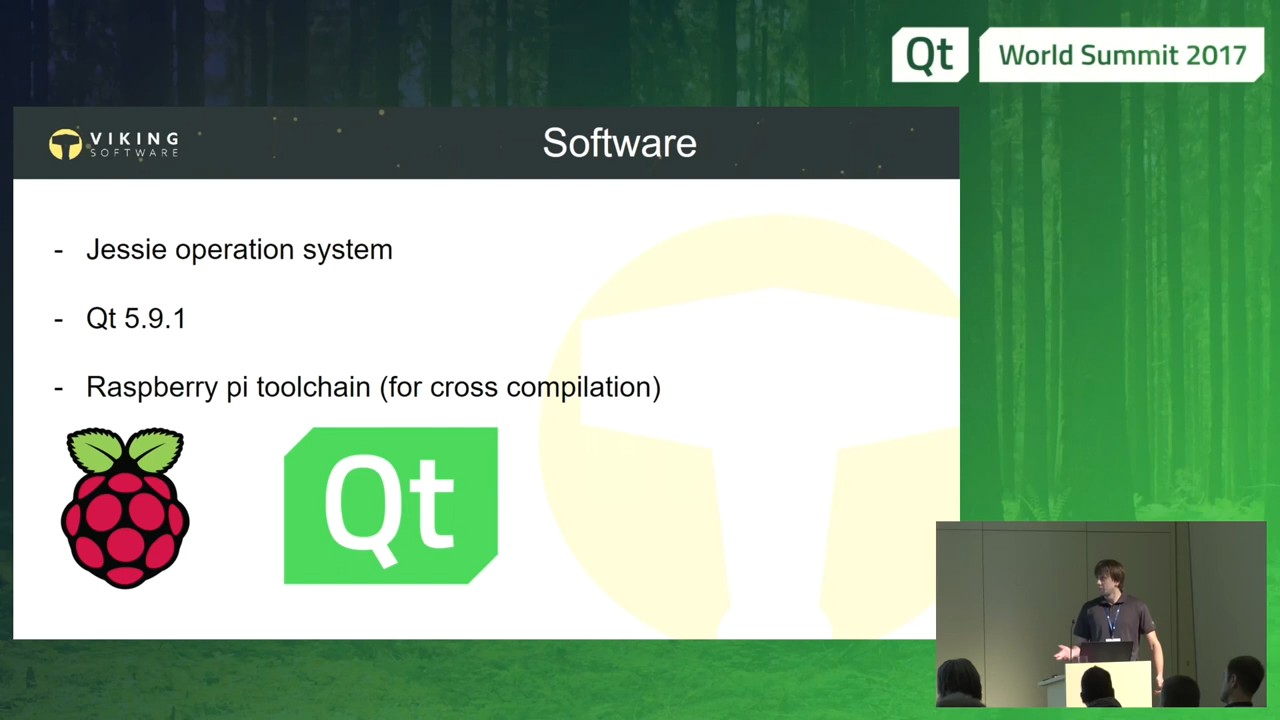 Qt World Summit 2017
VIKING
SOFTWARE
Software
- Jessie operation system
- Qt 5.9.1
- Raspberry pi toolchain (for cross compilation)
Qt